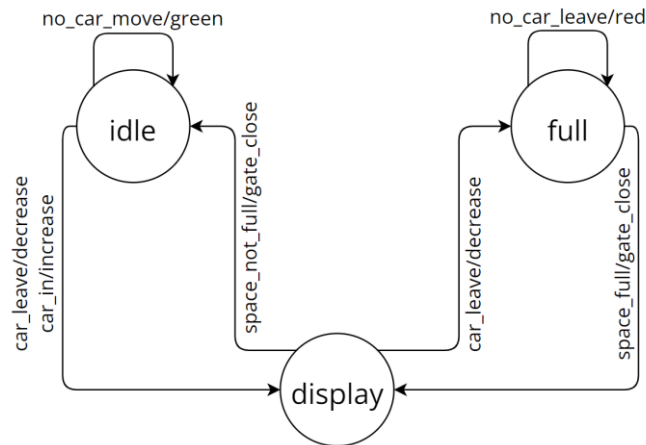 no_car_move/green
no_car_leave/red
idle
full
car_leave/decrease
car_in/increase
space_not_full/gate_close
car_leave/decrease
space_full/gate_close
display